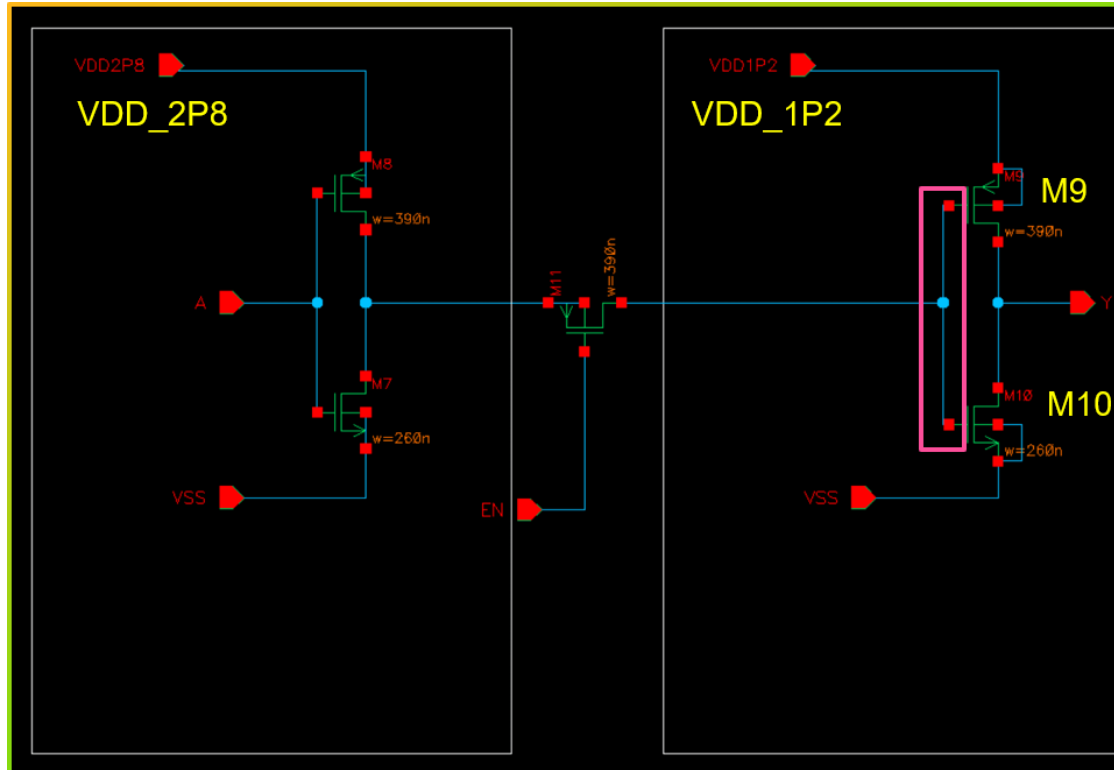 VDD2P8
VDD_2P8
M8
w=390n
A
M7
w=260n
VSS
M11
w=390n
EN
VDD1P2
VDD_1P2
M9
M9
w=390n
Y
M10
M10
w=260n
VSS